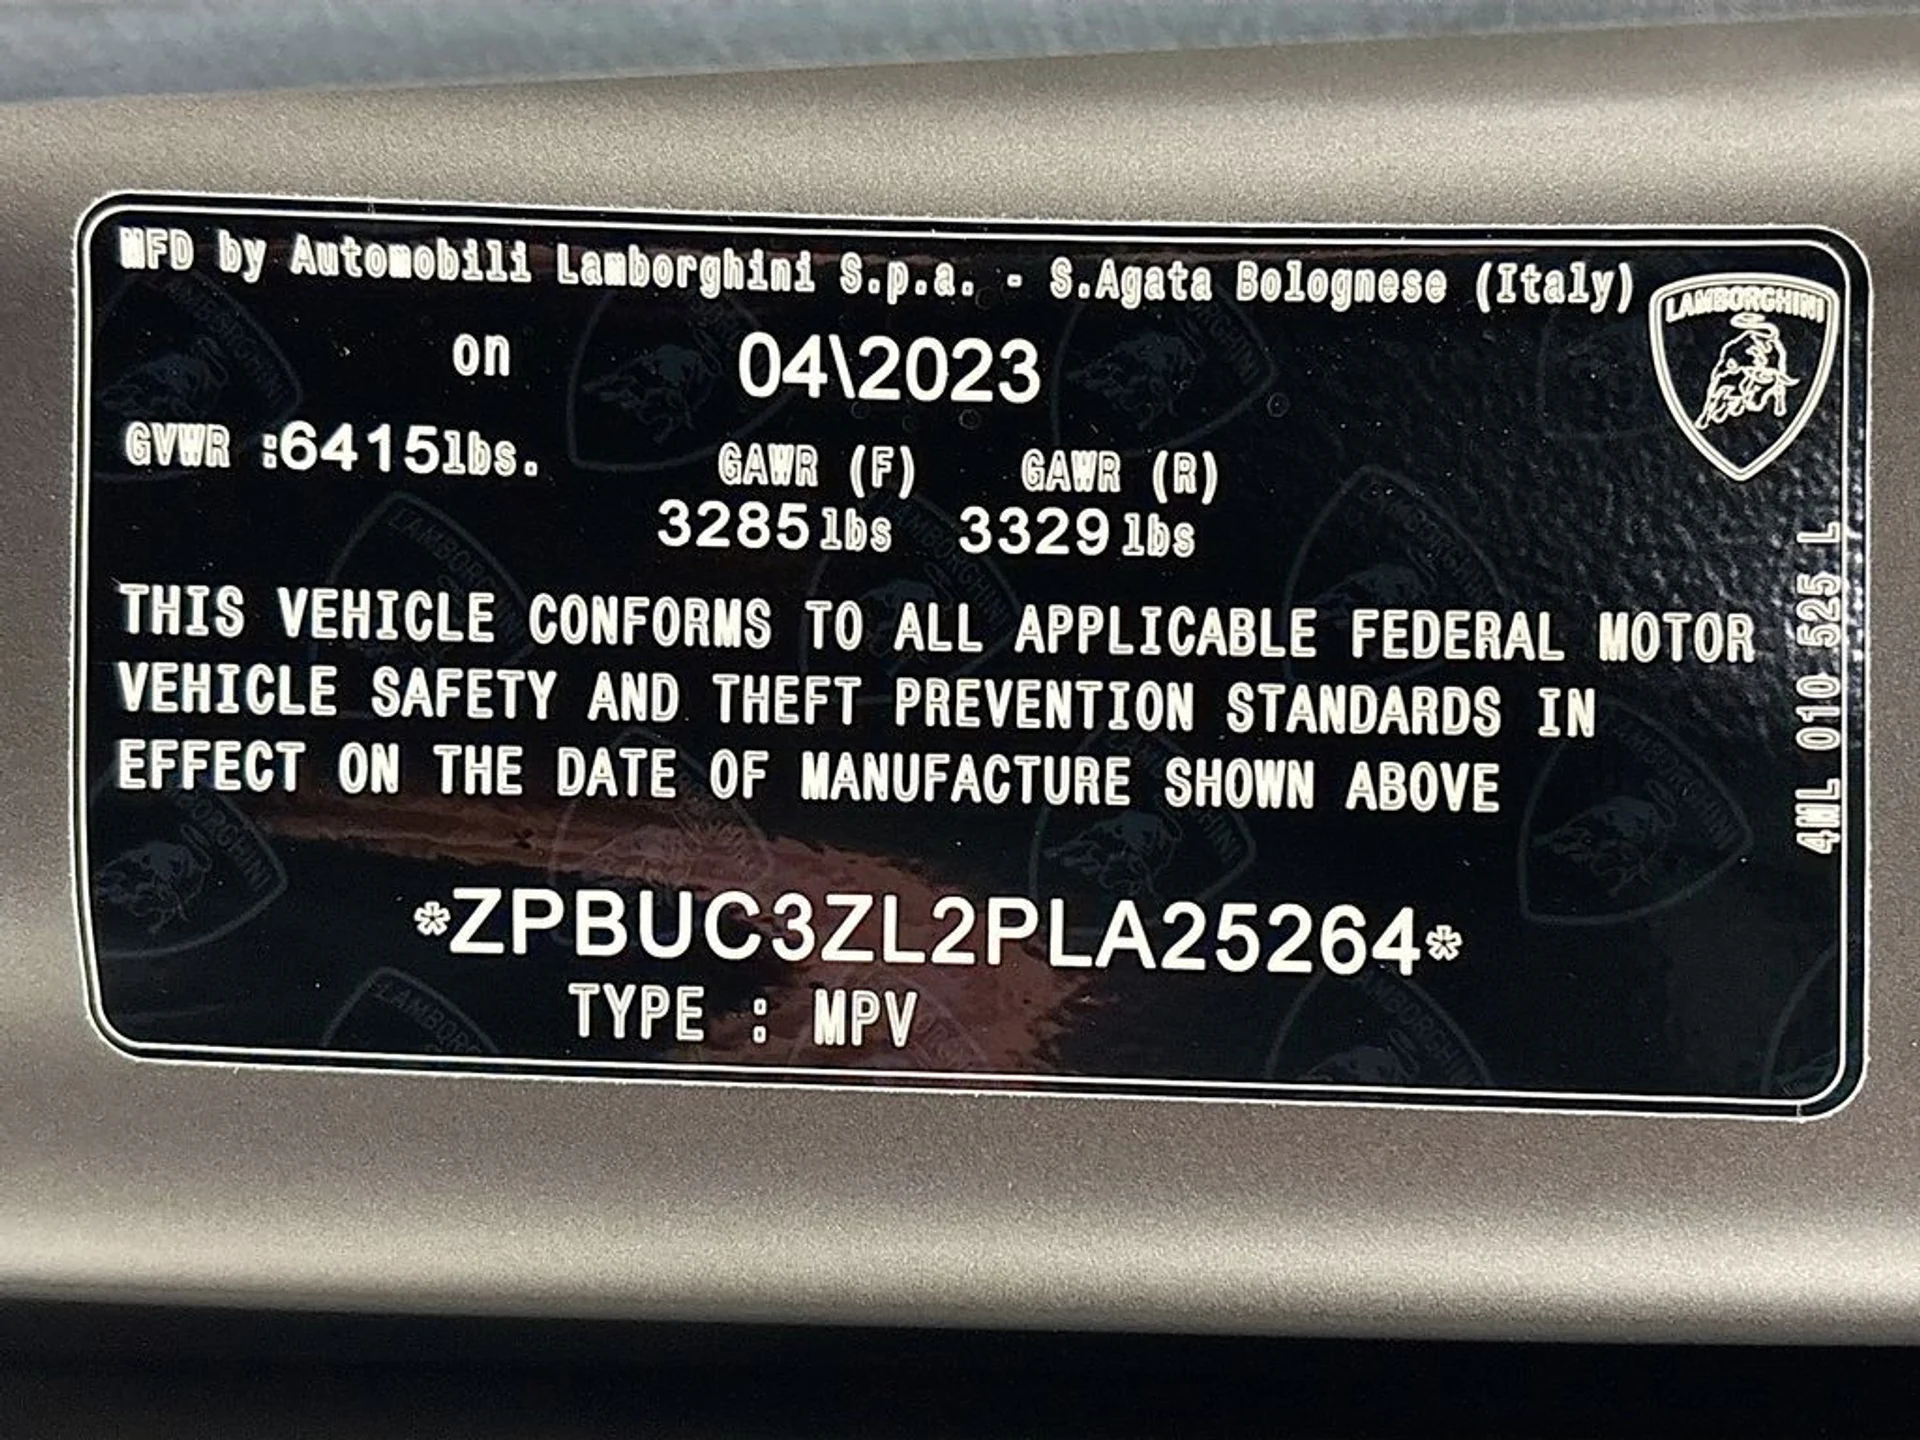 MFD by Automobili Lamborghini S.p.a. - S.Agata Bolognese (Italy)
LAMBORGHINI
on 04\2023
GVWR :6415lbs. GAWR (F) GAWR (R)
3285lbs 3329lbs
THIS VEHICLE CONFORMS TO ALL APPLICABLE FEDERAL MOTOR
VEHICLE SAFETY AND THEFT PREVENTION STANDARDS IN
EFFECT ON THE DATE OF MANUFACTURE SHOWN ABOVE
*ZPBUC3ZL2PLA25264*
TYPE : MPV
4ML 010 525 L